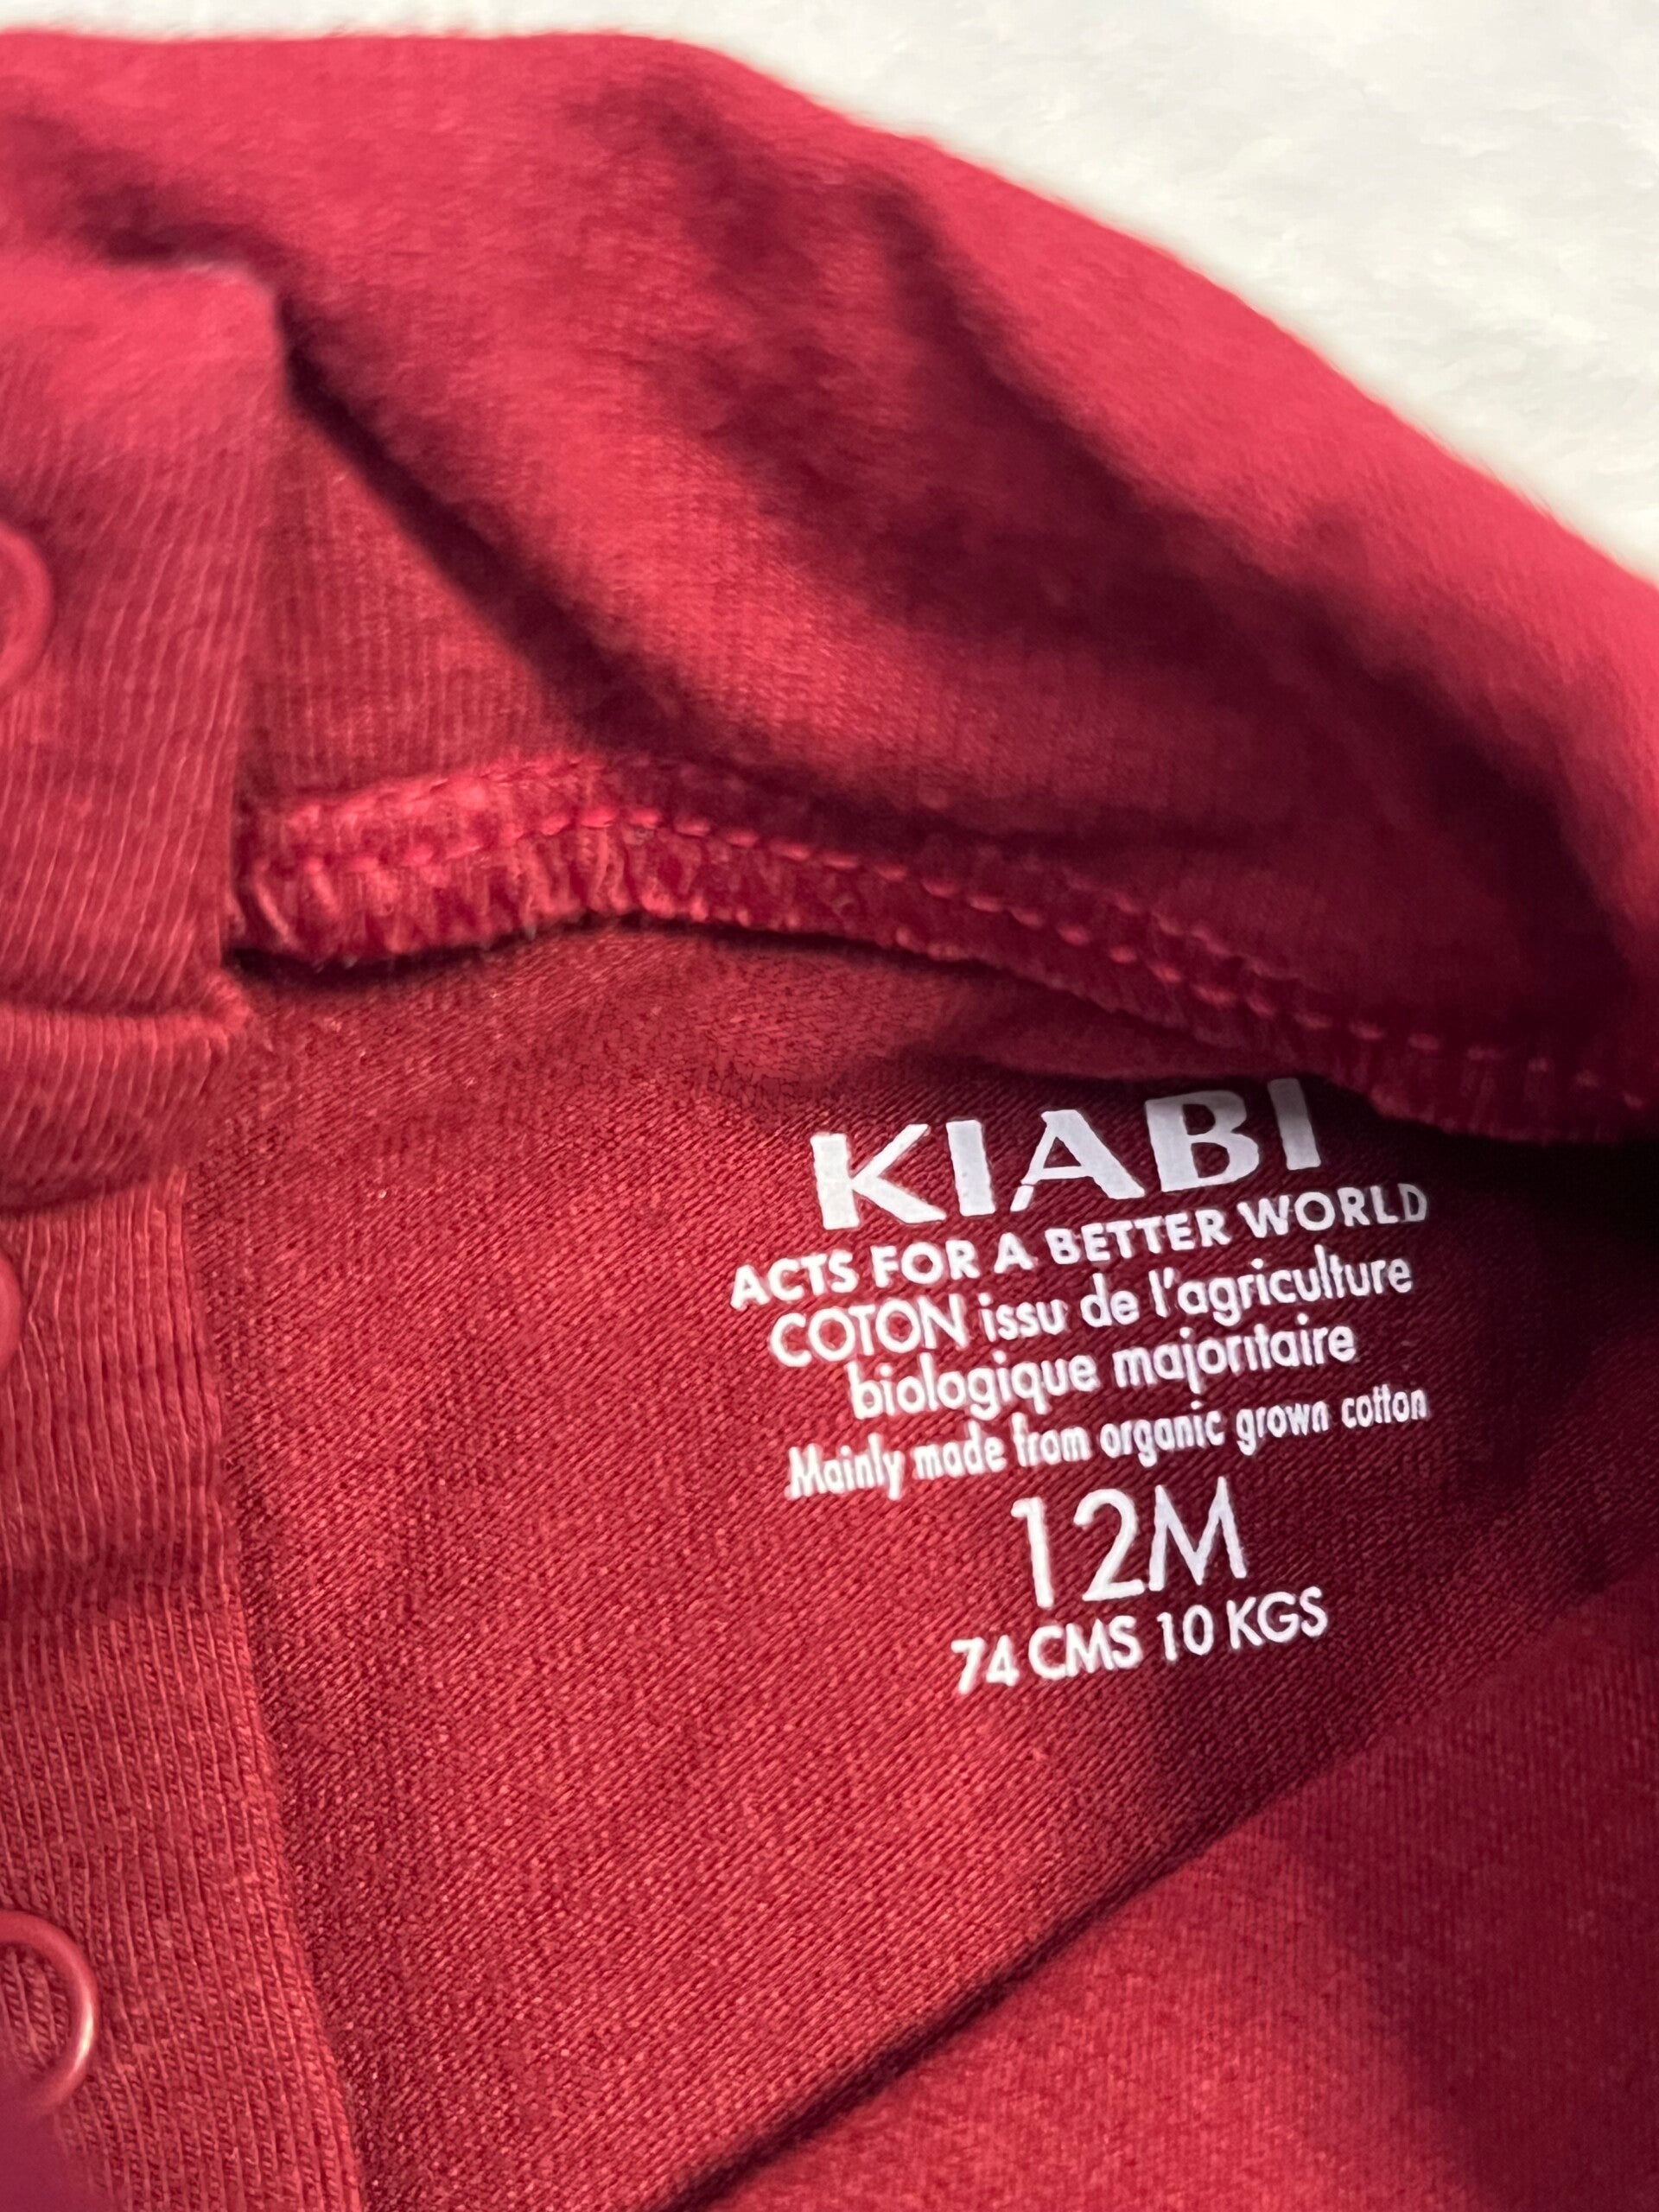 KIABI
ACTS FOR A BETTER WORLD
COTON issu de l'agriculture
biologique majoritaire
Mainly made from organic grown cotton
12M
74 CMS 10 KGS